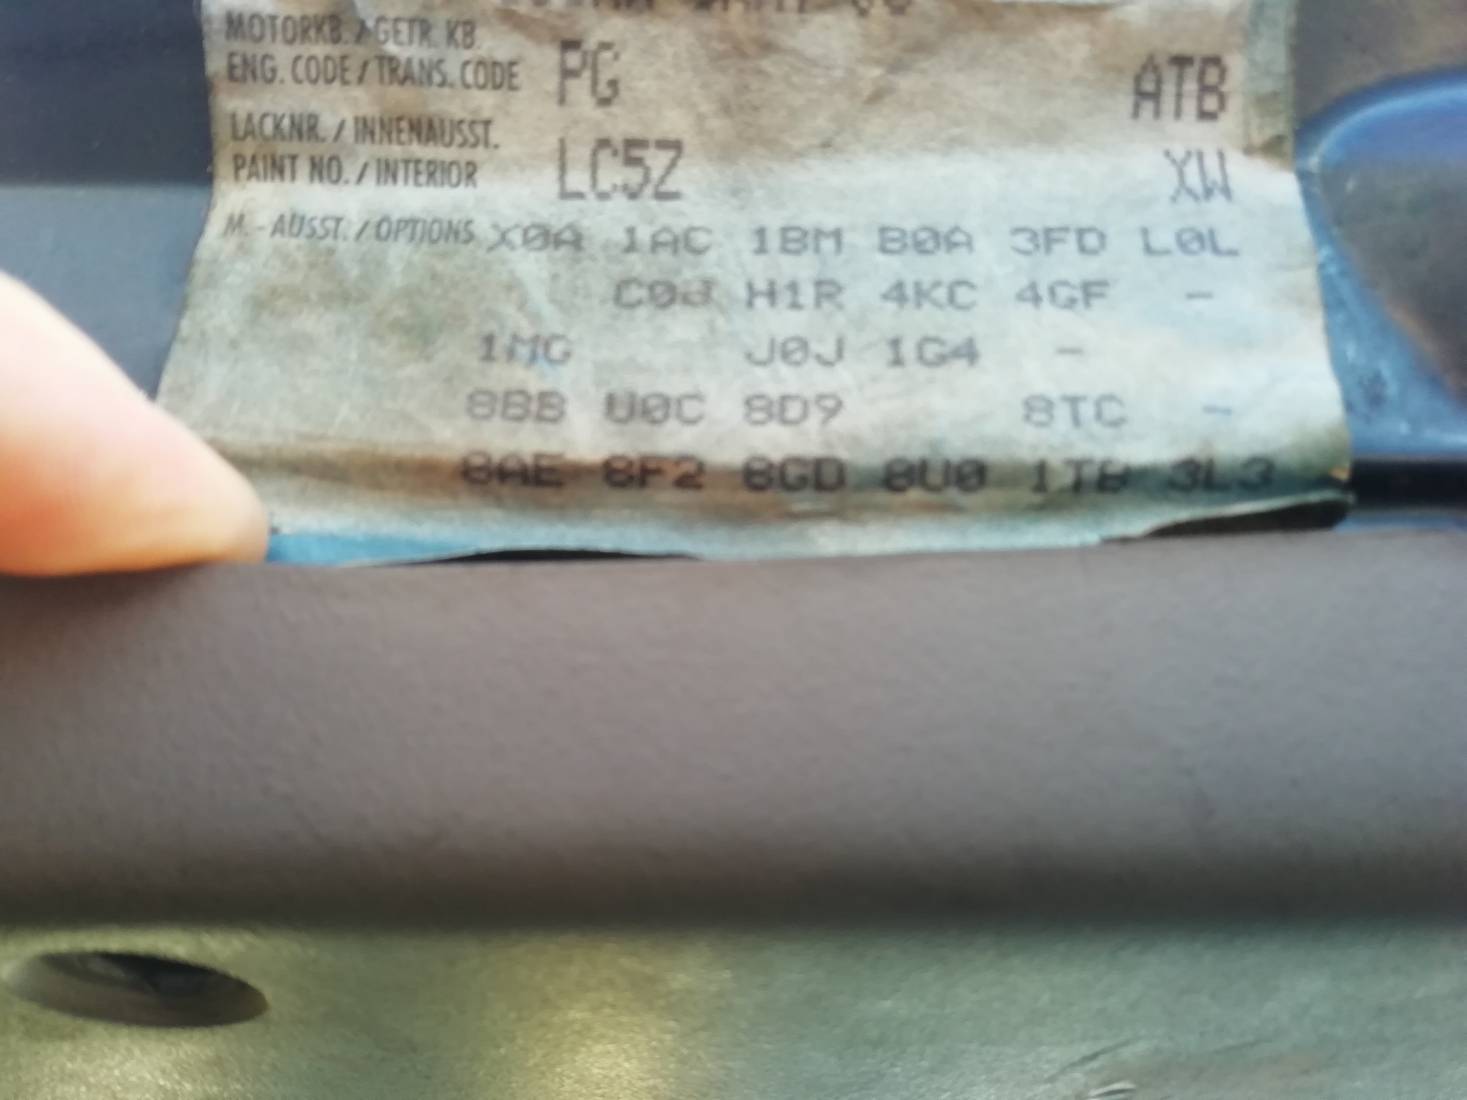 MOTORKB. / GETR. KB.
ENG. CODE / TRANS. CODE PG ATB
LACKNR. / INNENAUSST.
PAINT NO. / INTERIOR LC5Z XW
M. - AUSST. / OPTIONS X0A 1AC 1BM B0A 3FD L0L
H1R 4KC 4GF -
1MG J0J 1G4 -
8BB U0C 8D9 8TC -
8AE 8F2 8GD 8U0 1TB 3L3